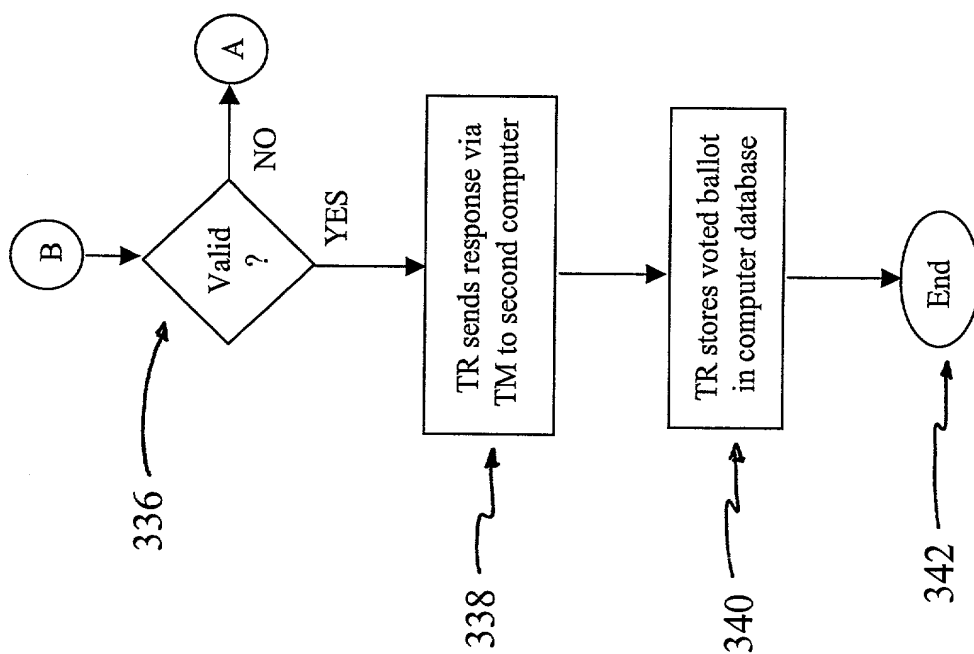 B
A
Valid
?
NO
YES
336
TR sends response via
TM to second computer
338
TR stores voted ballot
in computer database
340
End
342